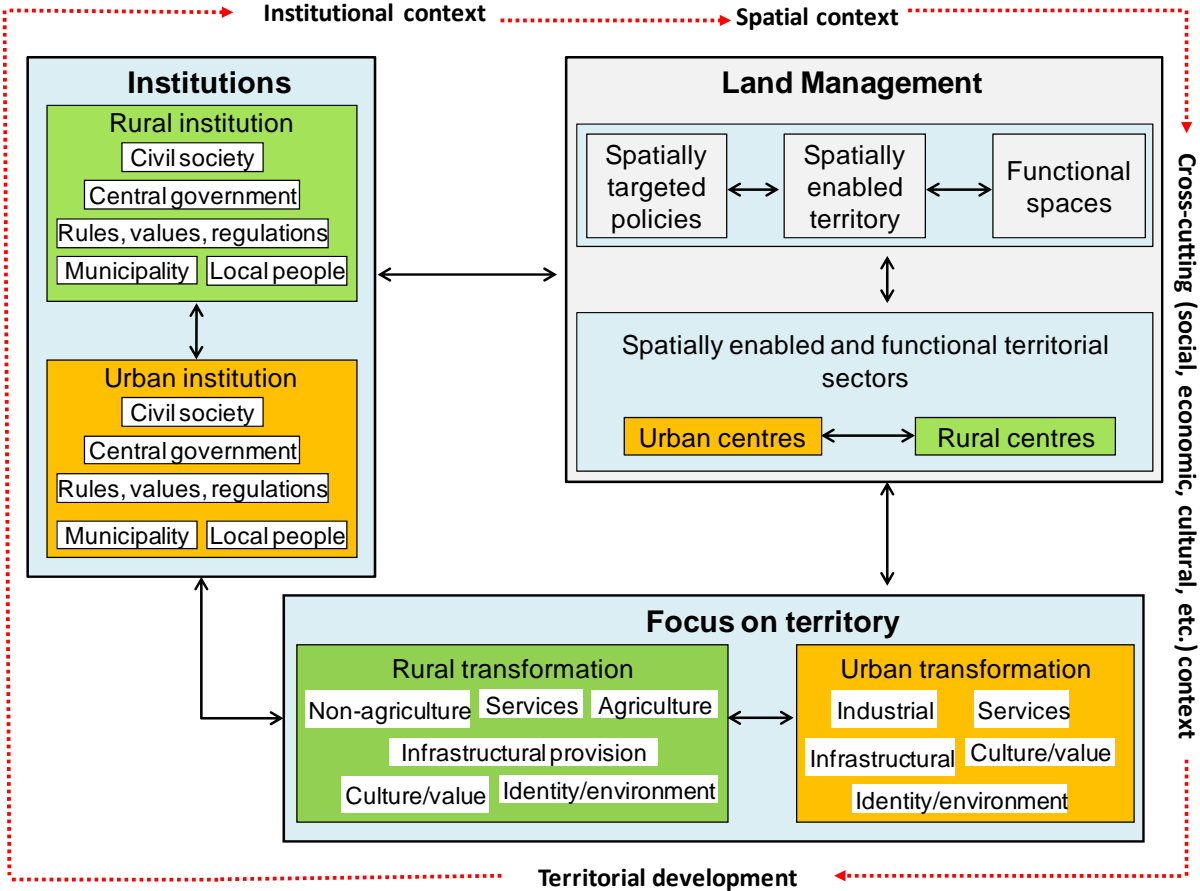 Institutional context
Spatial context
Institutions
Rural institution
Civil society
Central government
Rules, values, regulations
Municipality
Local people
Urban institution
Civil society
Central government
Rules, values, regulations
Municipality
Local people
Land Management
Spatially
targeted
policies
Spatially
enabled
territory
Functional
spaces
Spatially enabled and functional territorial
sectors
Urban centres
Rural centres
Cross-cutting (social, economic, cultural, etc.) context
Focus on territory
Rural transformation
Non-agriculture
Services
Agriculture
Infrastructural provision
Culture/value
Identity/environment
Urban transformation
Industrial
Services
Infrastructural
Culture/value
Identity/environment
Territorial development